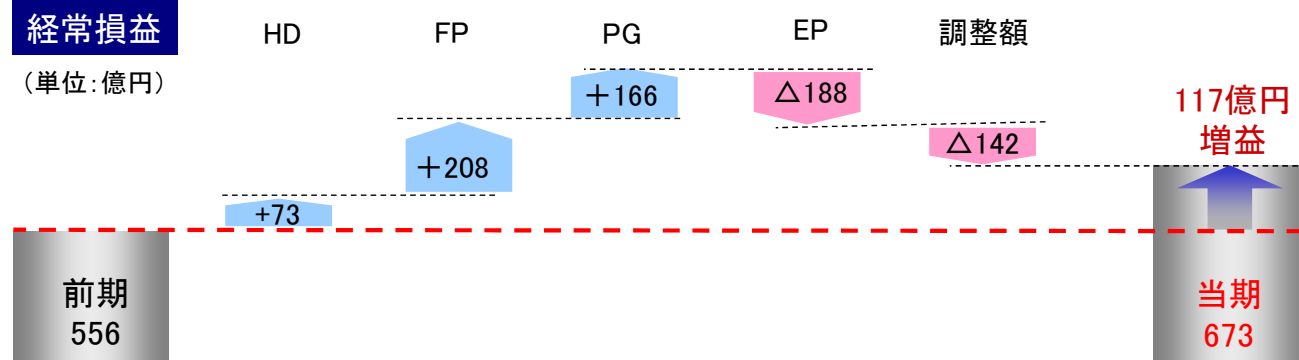 経常損益
（単位：億円）
HD
FP
PG
EP
調整額
+73
＋208
＋166
△188
△142
117億円
増益
前期
556
当期
673